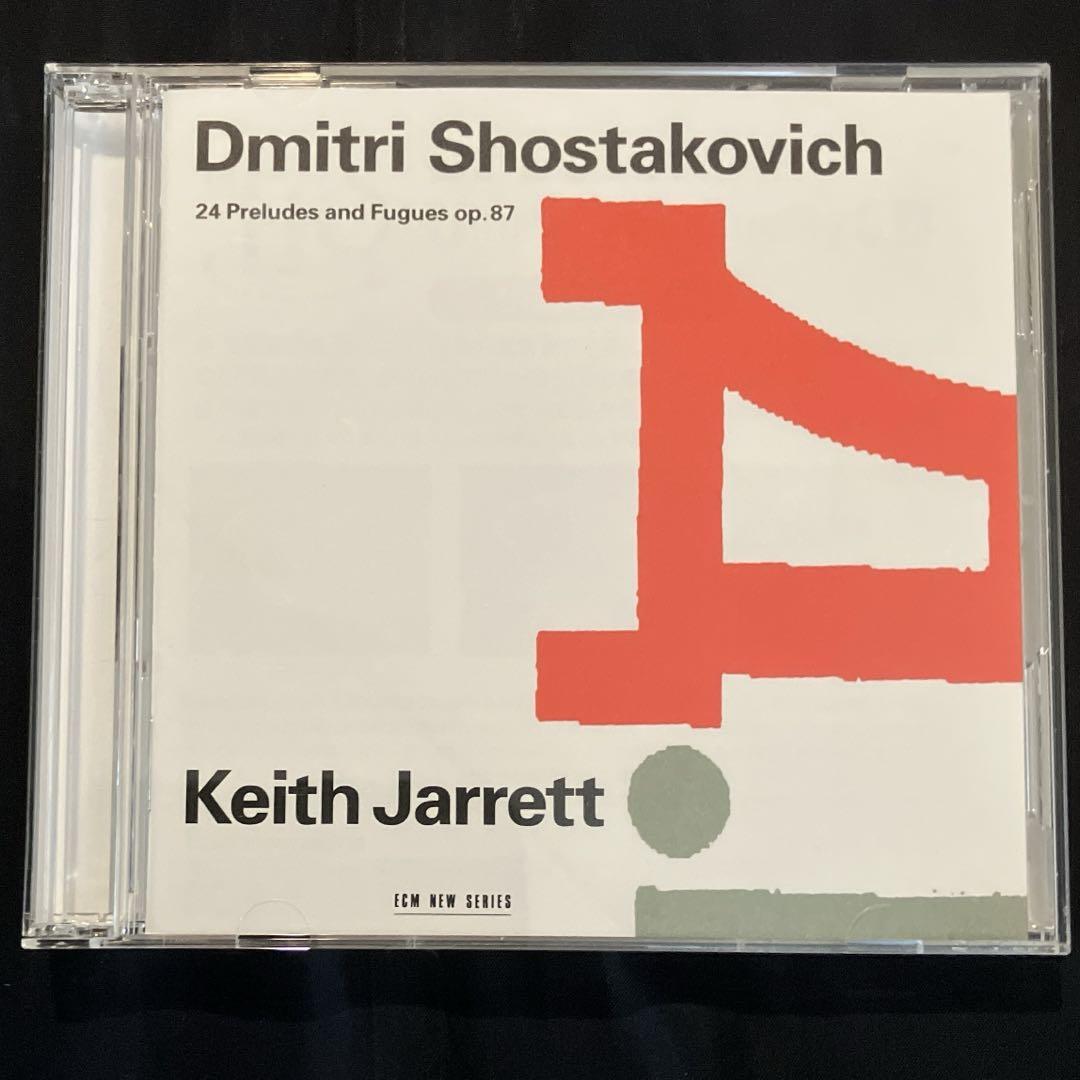 Dmitri Shostakovich
24 Preludes and Fugues op.87
Keith Jarrett
ECM NEW SERIES